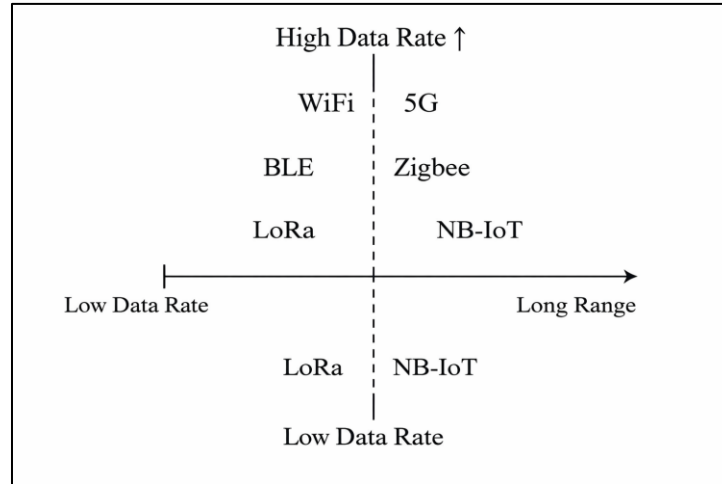 High Data Rate ↑
WiFi 5G
BLE Zigbee
LoRa NB-IoT
Low Data Rate Long Range
LoRa NB-IoT
Low Data Rate